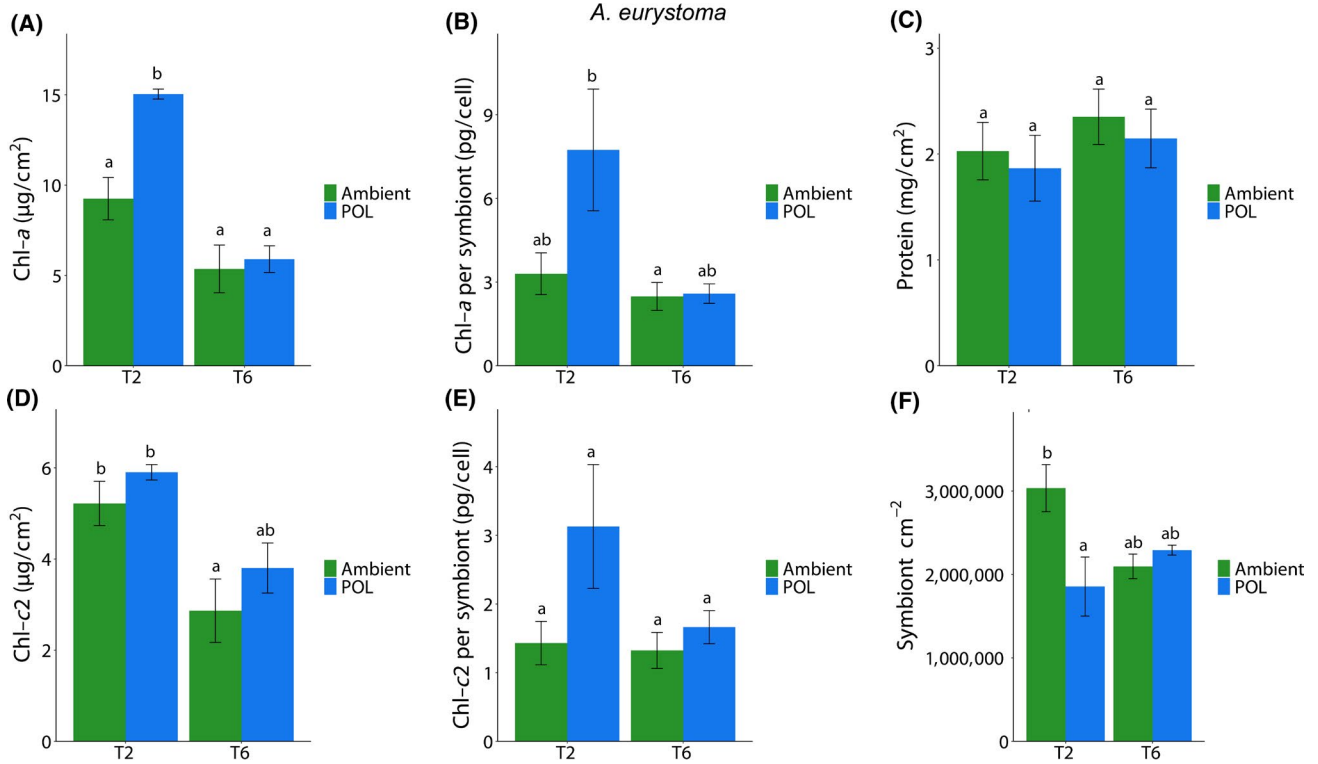 A. eurystoma
(A)
Chl–a (µg/cm²)
15
10
5
0
a
b
a
a
T2
T6
Ambient
POL
(B)
Chl–a per symbiont (pg/cell)
9
6
3
0
ab
b
a
ab
T2
T6
Ambient
POL
(C)
Protein (mg/cm²)
3
2
1
0
a
a
a
a
T2
T6
Ambient
POL
(D)
Chl–c2 (µg/cm²)
6
4
2
0
b
b
a
ab
T2
T6
Ambient
POL
(E)
Chl–c2 per symbiont (pg/cell)
4
3
2
1
0
a
a
a
a
T2
T6
Ambient
POL
(F)
Symbiont cm⁻²
3,000,000
2,000,000
1,000,000
0
b
a
ab
ab
T2
T6
Ambient
POL